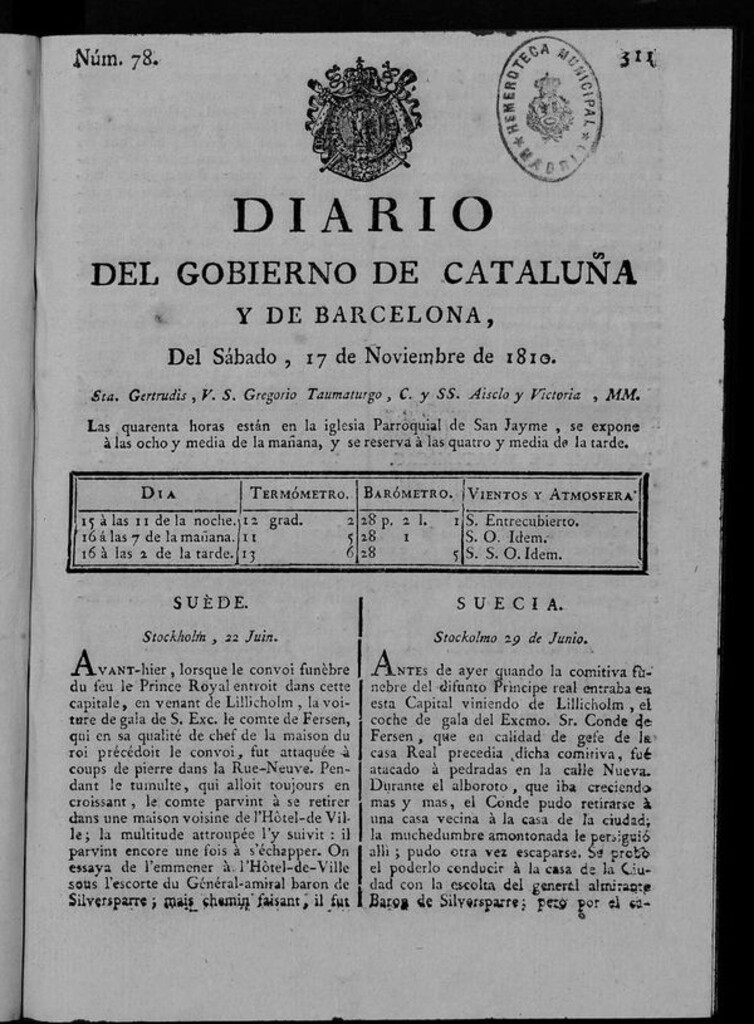 Núm. 78.
311
HEMEROTECA MUNICIPAL
MADRID
DIARIO
DEL GOBIERNO DE CATALUÑA
Y DE BARCELONA,
Del Sábado , 17 de Noviembre de 1810.
Sta. Gertrudis , V. S. Gregorio Taumaturgo , C. y SS. Aisclo y Victoria , MM.
Las quarenta horas están en la iglesia Parroquial de San Jayme , se expone
à las ocho y media de la mañana, y se reserva à las quatro y media de la tarde.
DIA TERMÓMETRO. BARÓMETRO. VIENTOS Y ATMOSFERA
15 à las 11 de la noche. 12 grad. 2 28 p. 2 l. 1 S. Entrecubierto.
16 á las 7 de la mañana. 11 5 28 1 S. O. Idem.
16 à las 2 de la tarde. 13 6 28 5 S. S. O. Idem.
SUÈDE.
Stockholm , 22 Juin.
AVANT-hier , lorsque le convoi funèbre
du feu le Prince Royal entroit dans cette
capitale, en venant de Lillicholm , la voi-
ture de gala de S. Exc. le comte de Fersen,
qui en sa qualité de chef de la maison du
roi précédoit le convoi, fut attaquée à
coups de pierre dans la Rue-Neuve. Pen-
dant le tumulte, qui alloit toujours en
croissant , le comte parvint à se retirer
dans une maison voisine de l'Hôtel-de Vil-
le ; la multitude attroupée l'y suivit : il
parvint encore une fois à s'échapper. On
essaya de l'emmener à l'Hôtel-de-Ville
sous l'escorte du Général-amiral baron de
Silversparre ; mais chemin faisant, il fut
SUECIA.
Stockolmo 29 de Junio.
ANTES de ayer quando la comitiva fú-
nebre del difunto Principe real entraba en
esta Capital viniendo de Lillicholm , el
coche de gala del Excmo. Sr. Conde de
Fersen , que en calidad de gefe de la
casa Real precedia dicha comitiva, fué
atacado à pedradas en la calle Nueva.
Durante el alboroto , que iba creciendo
mas y mas, el Conde pudo retirarse à
una casa vecina à la casa de la ciudad;
la muchedumbre amontonada le persiguió
alli ; pudo otra vez escaparse. Se probó
el poderlo conducir à la casa de la Ciu-
dad con la escolta del general almirante
Baron de Silversparre; pero por el ca-